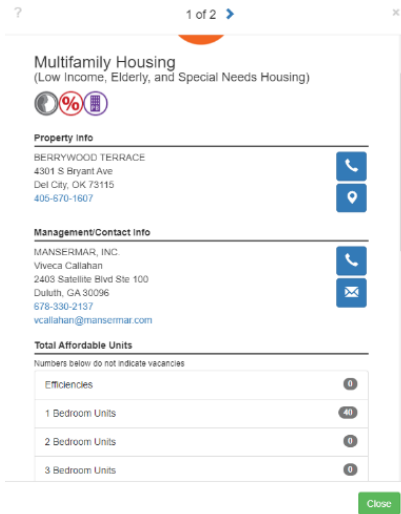 ?
1 of 2
×
Multifamily Housing
(Low Income, Elderly, and Special Needs Housing)
%
Property Info
BERRYWOOD TERRACE
4301 S Bryant Ave
Del City, OK 73115
405-670-1607
Management/Contact Info
MANSERMAR, INC.
Viveca Callahan
2403 Satellite Blvd Ste 100
Duluth, GA 30096
678-330-2137
vcallahan@mansermar.com
Total Affordable Units
Numbers below do not indicate vacancies
Efficiencies 0
1 Bedroom Units 40
2 Bedroom Units 0
3 Bedroom Units 0
Close